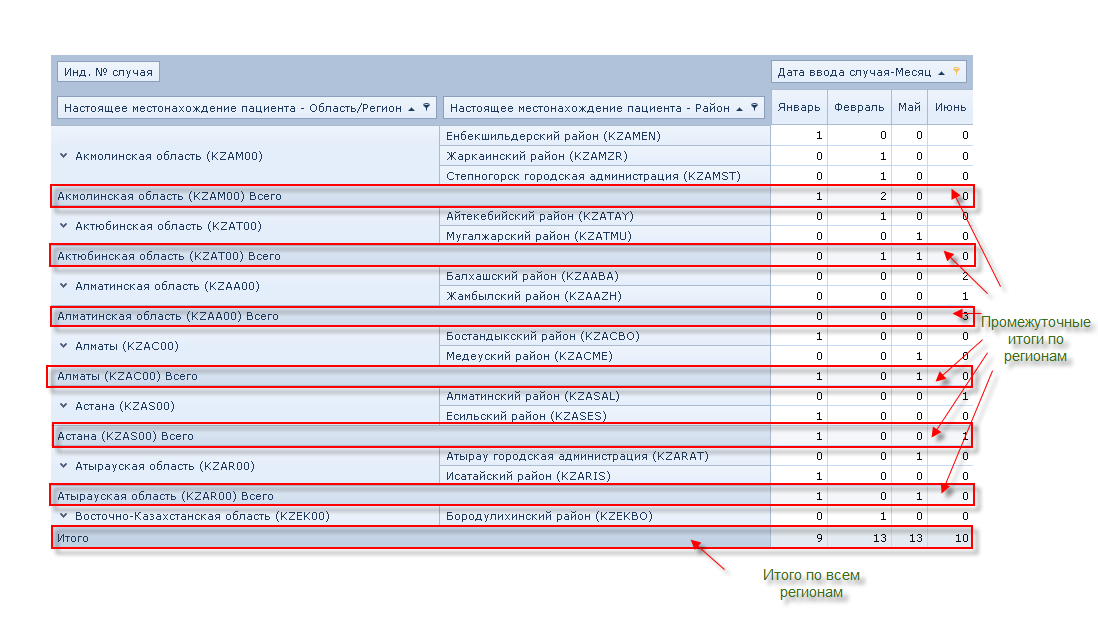 Инд. № случая
Дата ввода случая-Месяц
Настоящее местонахождение пациента - Область/Регион Настоящее местонахождение пациента - Район Январь Февраль Май Июнь
Енбекшильдерский район (KZAMEN) 1 0 0 0
Акмолинская область (KZAM00) Жаркаинский район (KZAMZR) 0 1 0 0
Степногорск городская администрация (KZAMST) 0 1 0 0
Акмолинская область (KZAM00) Всего 1 2 0 0
Айтекебийский район (KZATAY) 0 1 0 0
Актюбинская область (KZAT00)
Мугалжарский район (KZATMU) 0 0 1 0
Актюбинская область (KZAT00) Всего 0 1 1 0
Балхашский район (KZAABA) 0 0 0 2
Алматинская область (KZAA00)
Жамбылский район (KZAAZH) 0 0 0 1
Алматинская область (KZAA00) Всего 0 0 0 3
Бостандыкский район (KZACBO) 1 0 0 0
Алматы (KZAC00)
Медеуский район (KZACME) 0 0 1 0
Алматы (KZAC00) Всего 1 0 1 0
Алматинский район (KZASAL) 0 0 0 1
Астана (KZAS00)
Есильский район (KZASES) 1 0 0 0
Астана (KZAS00) Всего 1 0 0 1
Атырау городская администрация (KZARAT) 0 0 1 0
Атырауская область (KZAR00)
Исатайский район (KZARIS) 1 0 0 0
Атырауская область (KZAR00) Всего 1 0 1 0
Восточно-Казахстанская область (KZEK00) Бородулихинский район (KZEKBO) 0 1 0 0
Итого 9 13 13 10
Промежуточные
итоги по
регионам
Итого по всем
регионам